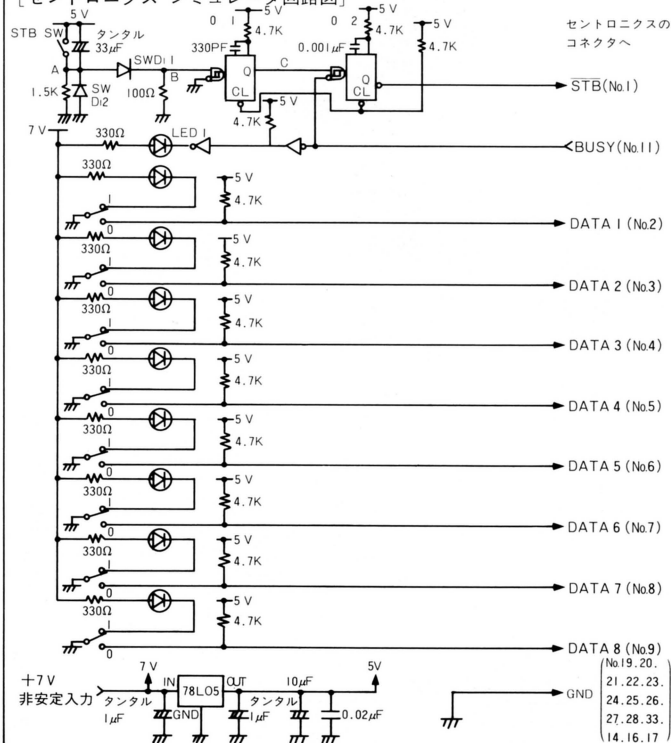 [セントロニクス シミュレータ回路図]
5V
STB SW
タンタル
33μF
A
1.5K
SW
Di2
SWDi1
B
100Ω
330PF
0 1
5V
4.7K
Q
CL
C
0.001μF
0 2
5V
4.7K
Q
CL
5V
4.7K
セントロニクスの
コネクタへ
STB(No.1)
5V
4.7K
7V
330Ω
LED 1
BUSY(No.11)
330Ω
1
0
5V
4.7K
DATA 1 (No.2)
330Ω
1
0
5V
4.7K
DATA 2 (No.3)
330Ω
1
0
5V
4.7K
DATA 3 (No.4)
330Ω
1
0
5V
4.7K
DATA 4 (No.5)
330Ω
1
0
5V
4.7K
DATA 5 (No.6)
330Ω
1
0
5V
4.7K
DATA 6 (No.7)
330Ω
1
0
5V
4.7K
DATA 7 (No.8)
330Ω
1
0
5V
4.7K
DATA 8 (No.9)
+7V
非安定入力
7V
タンタル
1μF
IN
78L05
OUT
GND
タンタル
1μF
10μF
0.02μF
5V
GND
(No.19.20.
21.22.23.
24.25.26.
27.28.33.
14.16.17)